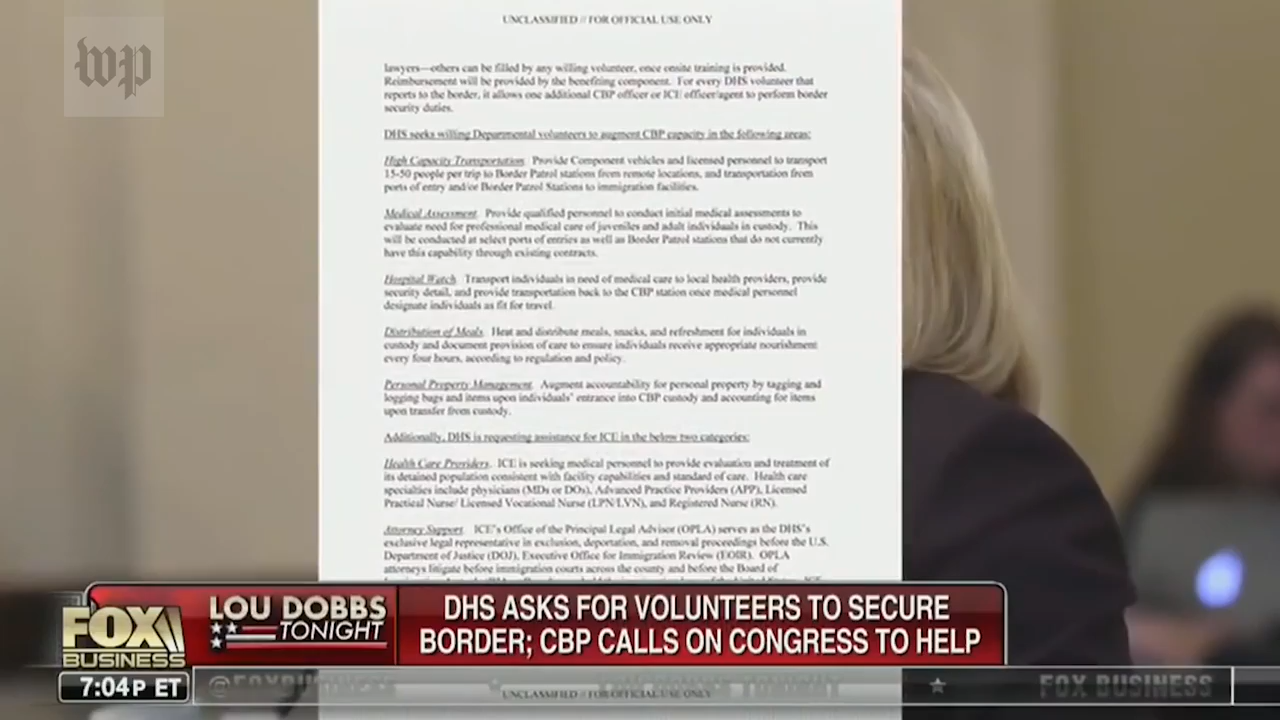 UNCLASSIFIED // FOR OFFICIAL USE ONLY
wp
lawyers—others can be filled by any willing volunteer, once onsite training is provided.
Reimbursement will be provided by the benefiting component. For every DHS volunteer that
reports to the border, it allows one additional CBP officer or ICE officer/agent to perform border
security duties.
DHS seeks willing Departmental volunteers to augment CBP capacity in the following areas:
High Capacity Transportation. Provide Component vehicles and licensed personnel to transport
15-50 people per trip to Border Patrol stations from remote locations, and transportation from
ports of entry and/or Border Patrol Stations to immigration facilities.
Medical Assessment. Provide qualified personnel to conduct initial medical assessments to
evaluate need for professional medical care of juveniles and adult individuals in custody. This
will be conducted at select ports of entries as well as Border Patrol stations that do not currently
have this capability through existing contracts.
Hospital Watch. Transport individuals in need of medical care to local health providers, provide
security detail, and provide transportation back to the CBP station once medical personnel
designate individuals as fit for travel.
Distribution of Meals. Heat and distribute meals, snacks, and refreshment for individuals in
custody and document provision of care to ensure individuals receive appropriate nourishment
every four hours, according to regulation and policy.
Personal Property Management. Augment accountability for personal property by tagging and
logging bags and items upon individuals' entrance into CBP custody and accounting for items
upon transfer from custody.
Additionally, DHS is requesting assistance for ICE in the below two categories:
Health Care Providers. ICE is seeking medical personnel to provide evaluation and treatment of
its detained population consistent with facility capabilities and standard of care. Health care
specialties include physicians (MDs or DOs), Advanced Practice Providers (APP), Licensed
Practical Nurse/ Licensed Vocational Nurse (LPN/LVN), and Registered Nurse (RN).
Attorney Support. ICE's Office of the Principal Legal Advisor (OPLA) serves as the DHS's
exclusive legal representative in exclusion, deportation, and removal proceedings before the U.S.
Department of Justice (DOJ), Executive Office for Immigration Review (EOIR). OPLA
attorneys litigate before immigration courts across the county and before the Board of
FOX
BUSINESS
LOU DOBBS
TONIGHT
DHS ASKS FOR VOLUNTEERS TO SECURE
BORDER; CBP CALLS ON CONGRESS TO HELP
7:04P ET
@FOXBUSINESS
FOX BUSINESS
UNCLASSIFIED // FOR OFFICIAL USE ONLY